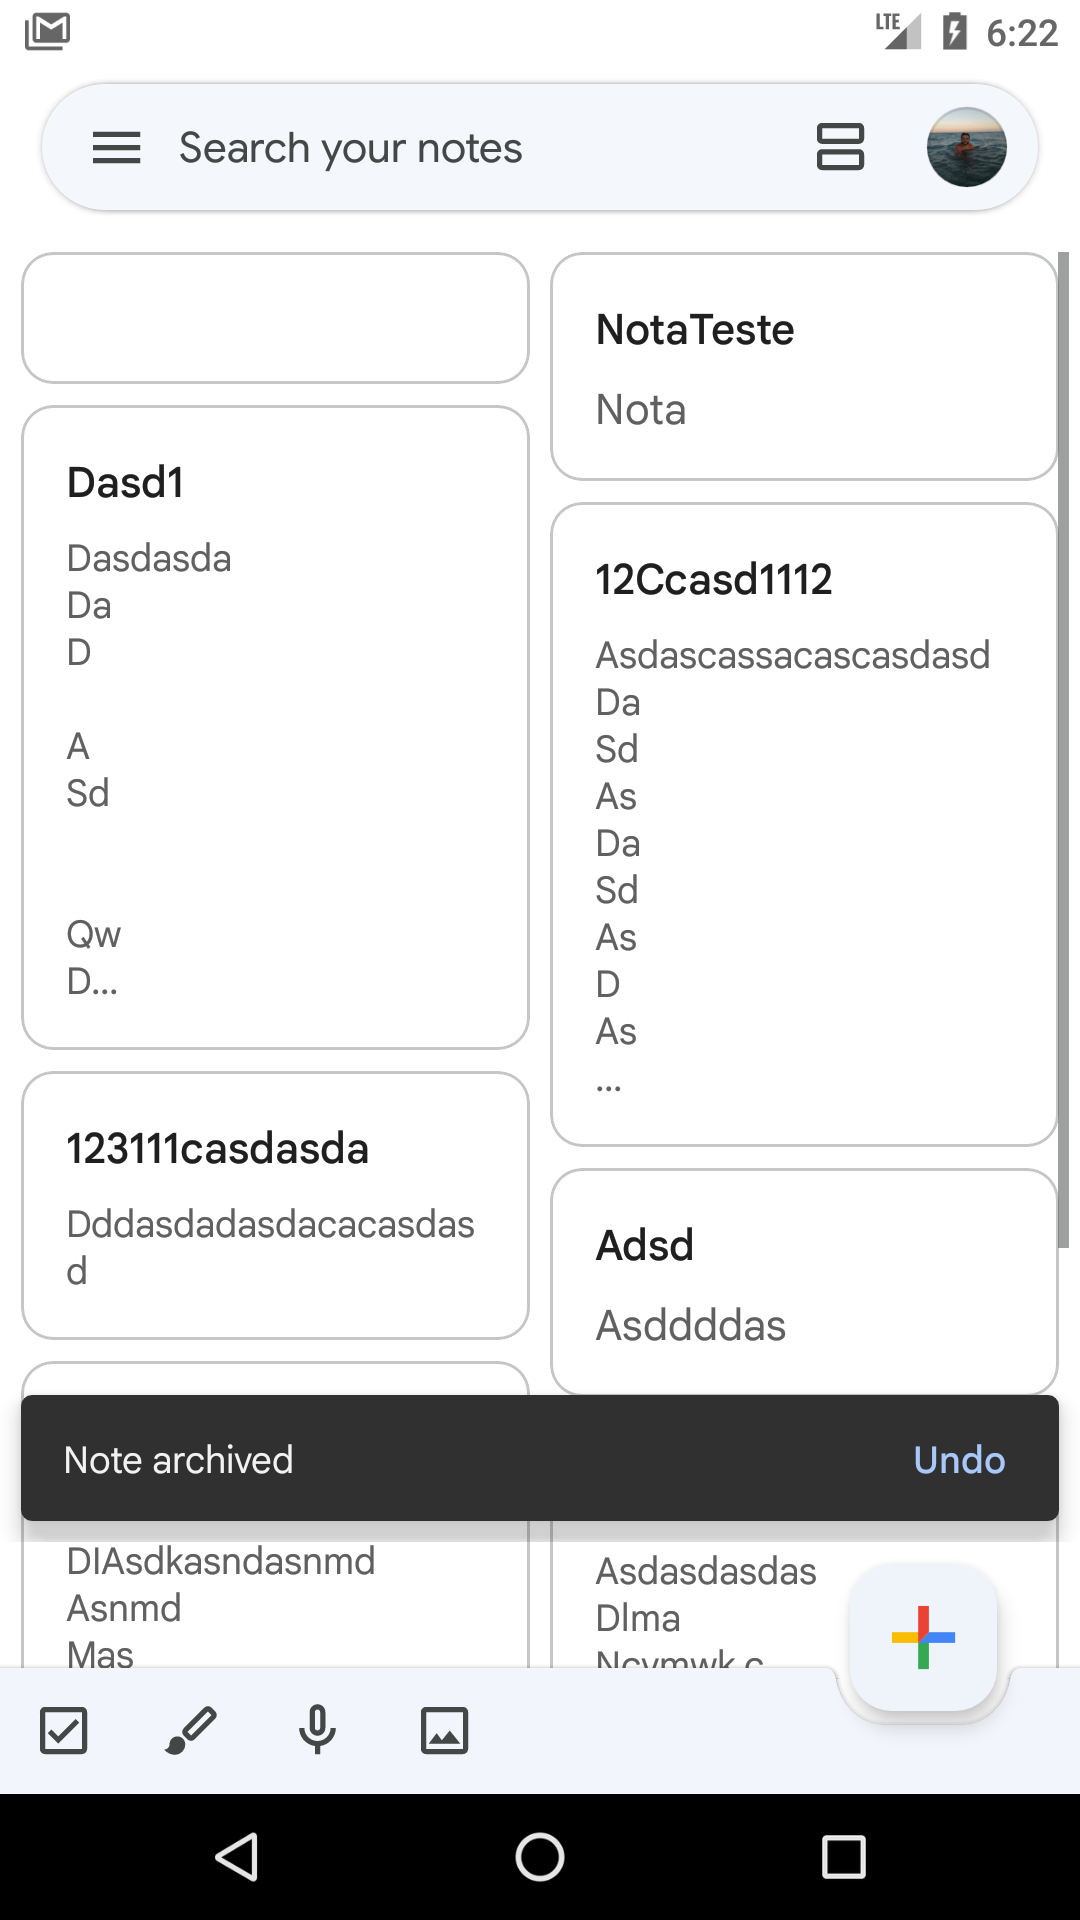 LTE 6:22
Search your notes
NotaTeste
Nota
Dasd1
Dasdasda
Da
D
A
Sd
Qw
D...
12Ccasd1112
Asdascassacascasdasd
Da
Sd
As
Da
Sd
As
D
As
...
123111casdasda
Dddasdadasdacacasdas
d
Adsd
Asddddas
Note archived Undo
DIAsdkasndasnmd
Asnmd
Mas
Asdasdasdas
Dlma